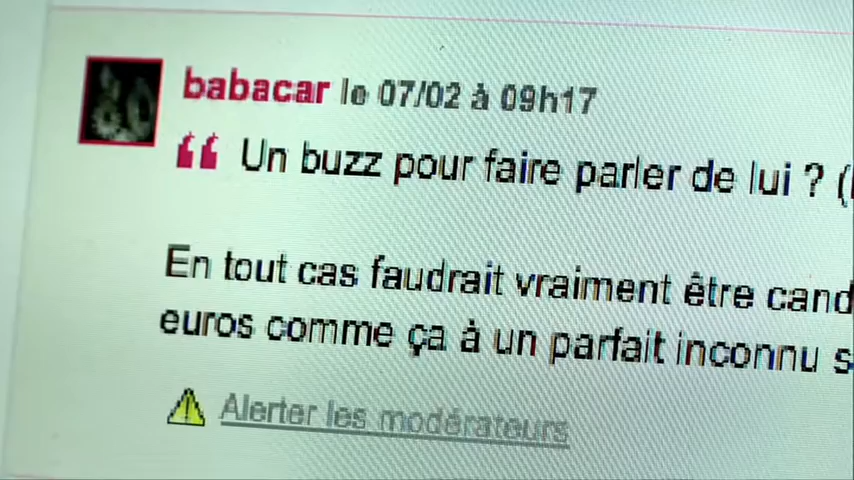 babacar le 07/02 à 09h17
Un buzz pour faire parler de lui ? (
En tout cas faudrait vraiment être
euros comme ça à un parfait inconnu
Alerter les modérateurs